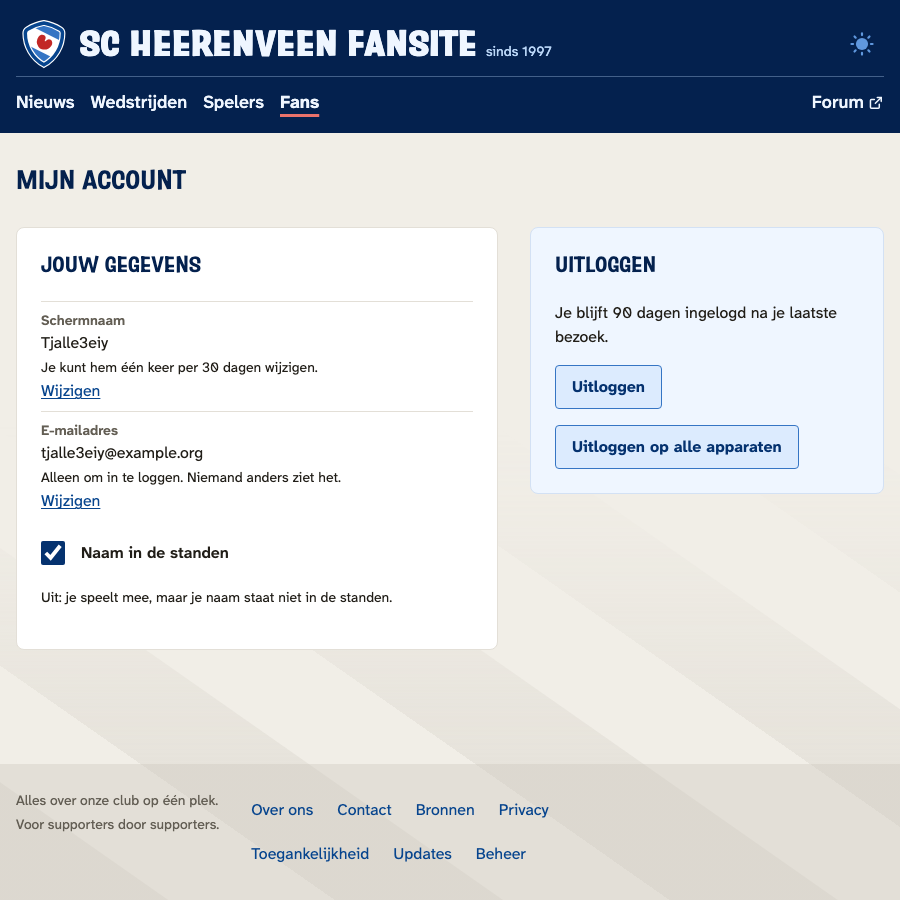 SC HEERENVEEN FANSITE sinds 1997
Nieuws Wedstrijden Spelers Fans Forum
MIJN ACCOUNT
JOUW GEGEVENS
Schermnaam
Tjalle3eiy
Je kunt hem één keer per 30 dagen wijzigen.
Wijzigen
E-mailadres
tjalle3eiy@example.org
Alleen om in te loggen. Niemand anders ziet het.
Wijzigen
Naam in de standen
Uit: je speelt mee, maar je naam staat niet in de standen.
UITLOGGEN
Je blijft 90 dagen ingelogd na je laatste
bezoek.
Uitloggen
Uitloggen op alle apparaten
Alles over onze club op één plek.
Voor supporters door supporters.
Over ons Contact Bronnen Privacy
Toegankelijkheid Updates Beheer